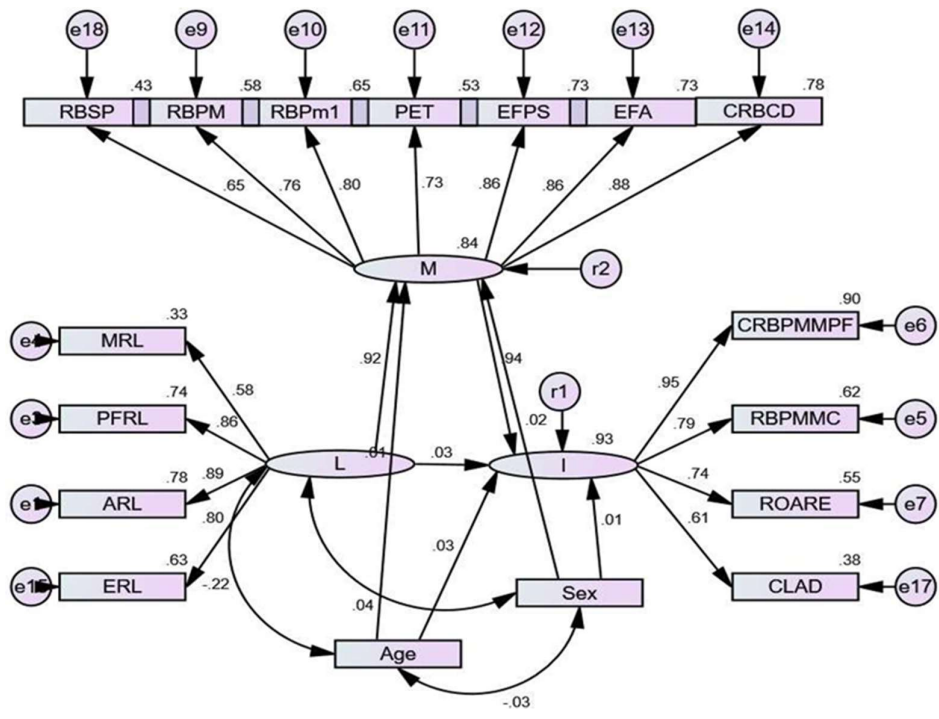 e18 e9 e10 e11 e12 e13 e14
.43 .58 .65 .53 .73 .73 .78
RBSP RBPM RBPm1 PET EFPS EFA CRBCD
.65 .76 .80 .73 .86 .86 .88
.84
M r2
.90
.33 CRBPMMPF e6
MRL
.92 .94 r1 .95
.58 .62
.74 .02 .79 RBPMMC e5
PFRL .86
.93
L .03 I
.78 .89 .74 .55
ARL ROARE e7
.80 .01 .61
.03
.63 .38
ERL -.22 Sex CLAD e17
.04
Age
-.03